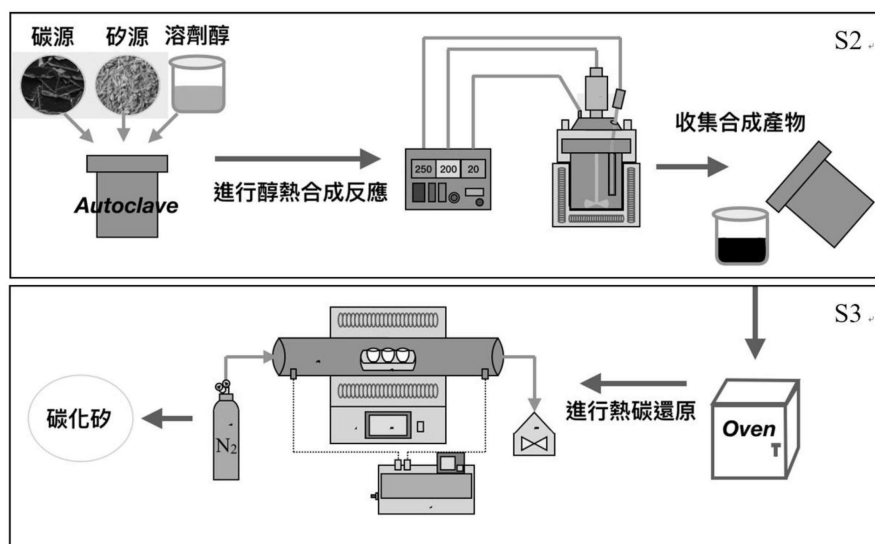 碳源
矽源
溶劑醇
S2
Autoclave
進行醇熱合成反應
250 200 20
收集合成產物
S3
碳化矽
N2
進行熱碳還原
Oven